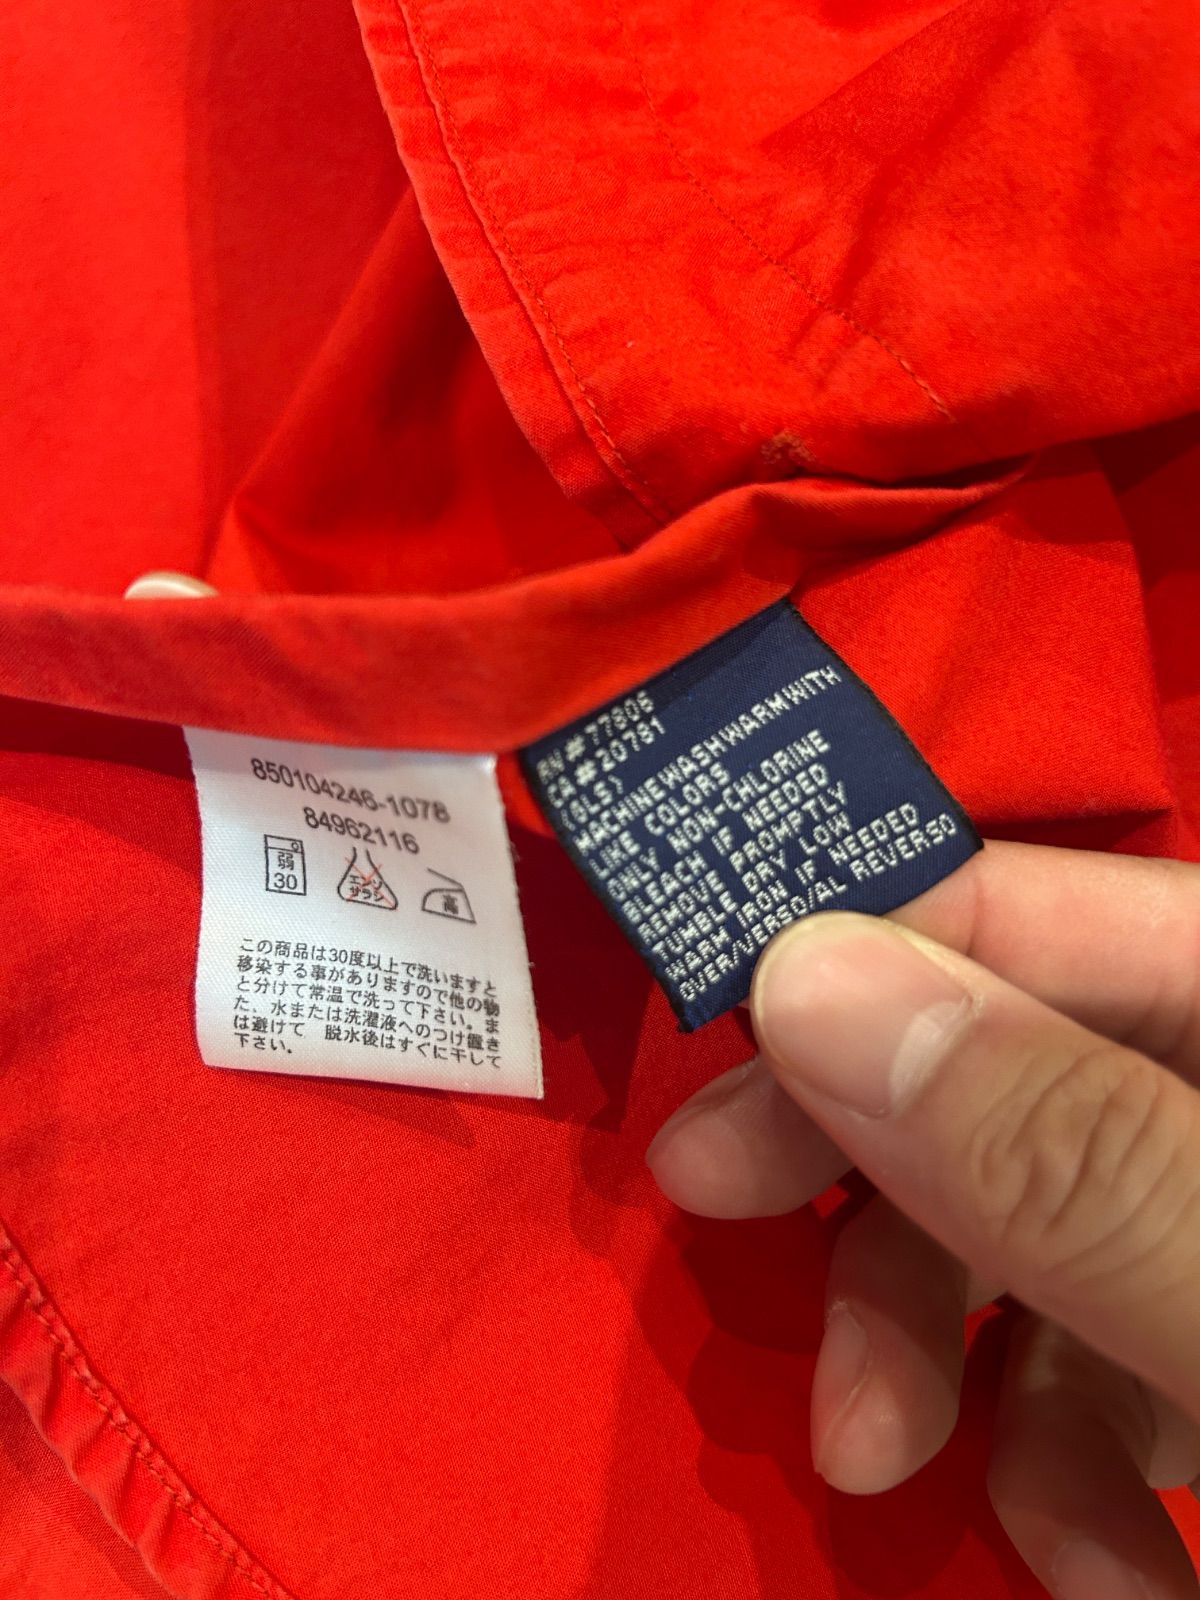 850104246-1078
84962116
弱
30
エンソ
サラシ
高
この商品は30度以上で洗いますと
移染する事がありますので他の物
と分けて常温で洗って下さい。ま
た、水または洗濯液へのつけ置き
は避けて 脱水後はすぐに干して
下さい。
RN#77806
CA#20781
(GLS)
MACHINEWASHWARMWITH
LIKE COLORS
ONLY NON-CHLORINE
BLEACH IF NEEDED
REMOVE PROMPTLY
TUMBLE DRY LOW
WARM IRON IF NEEDED
OVER/VERSO/AL REVERSO